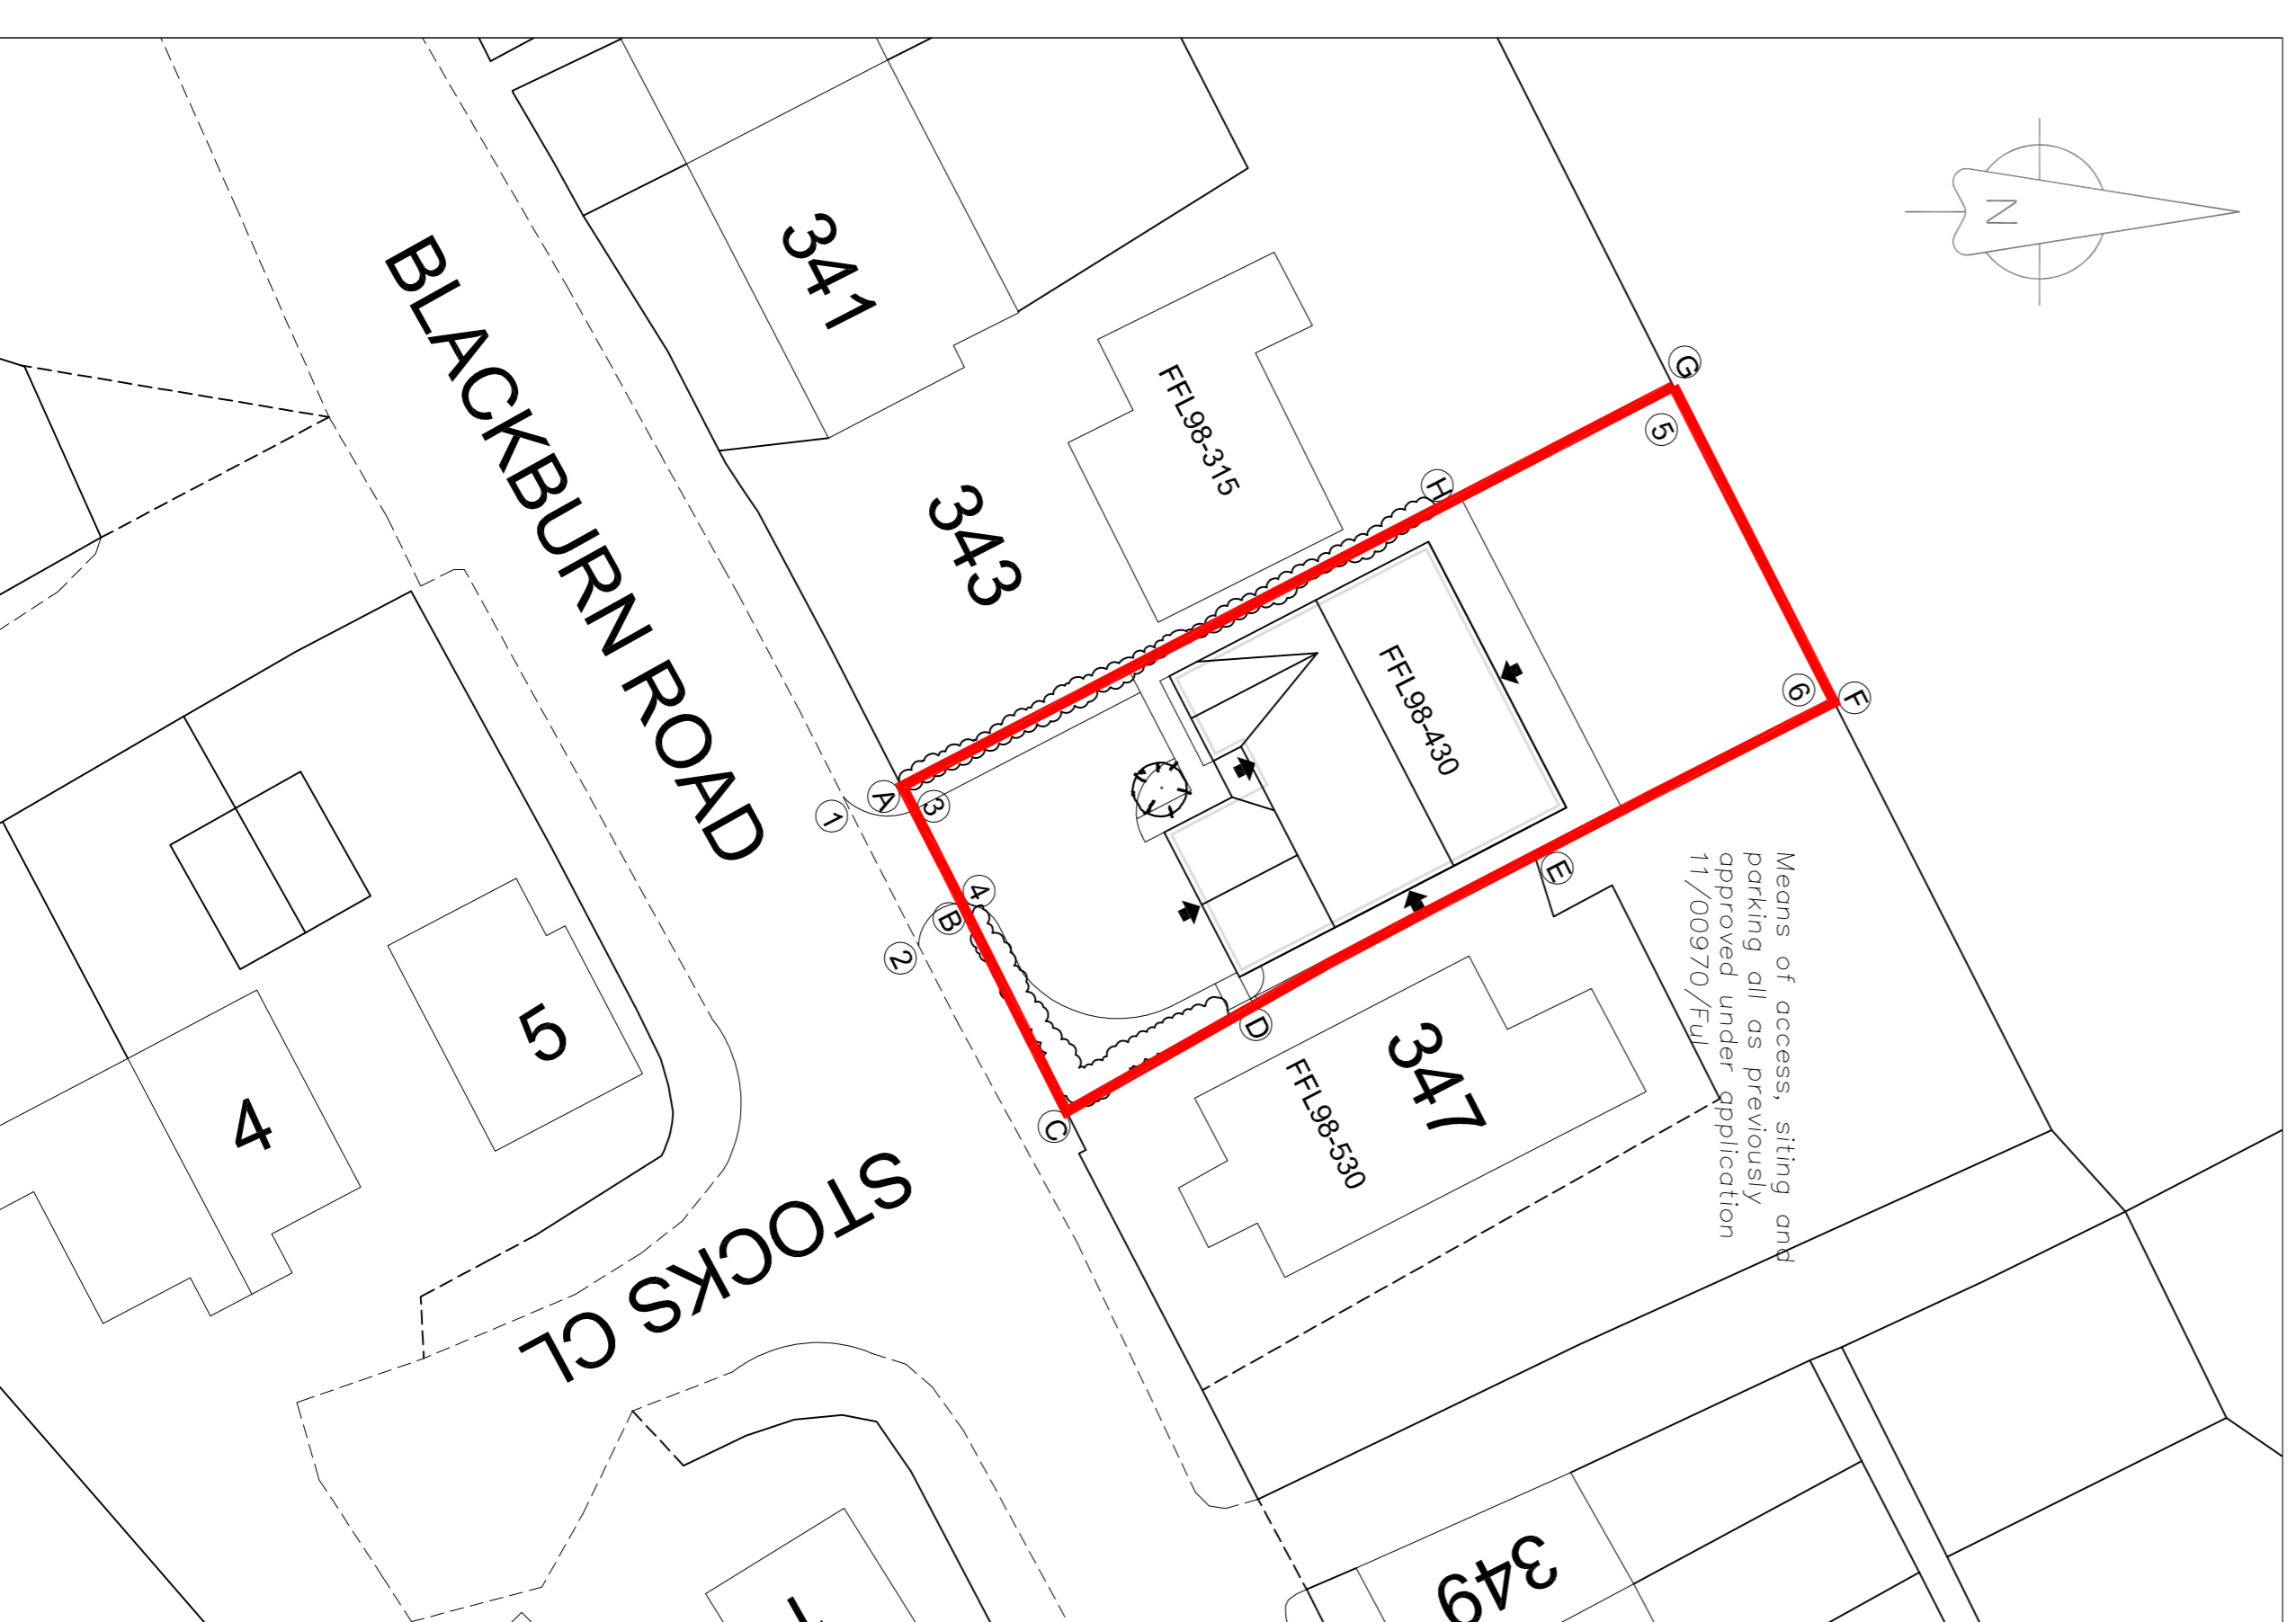 N
BLACKBURN ROAD
341
343
FFL98-315
G
5
H
FFL98-430
6
F
A
3
1
4
B
2
E
Means of access, siting and
parking all as previously
approved under application
11/00970/Full
D
347
FFL98-530
C
5
4
STOCKS CL
349